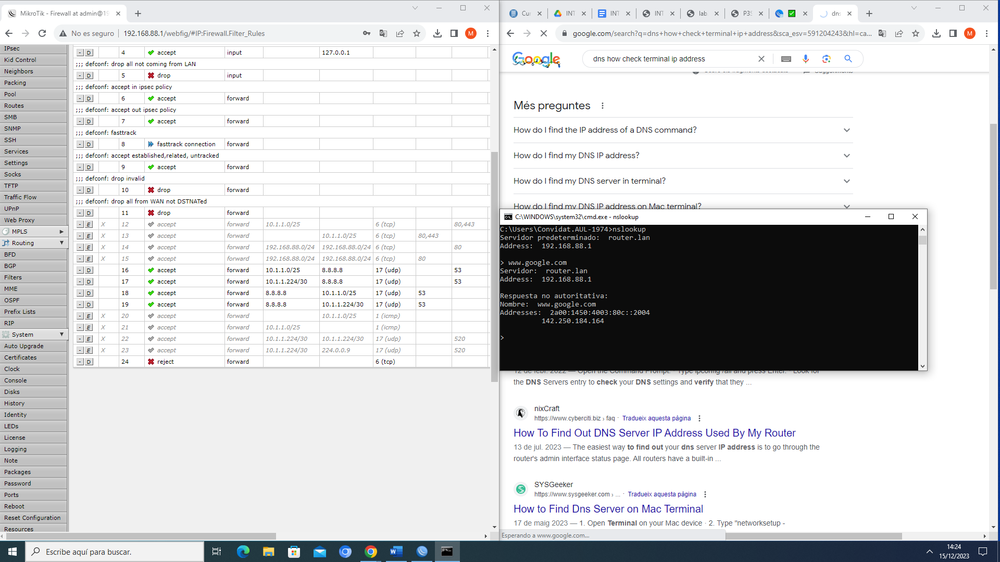 MikroTik - Firewall at admin@19
No es seguro
192.168.88.1/webfig/#IP:Firewall.Filter_Rules
M
IPsec
Kid Control
Neighbors
Packing
Pool
Routes
SMB
SNMP
SSH
Services
Settings
Socks
TFTP
Traffic Flow
UPnP
Web Proxy
MPLS
Routing
BFD
BGP
Filters
MME
OSPF
Prefix Lists
RIP
System
Auto Upgrade
Certificates
Clock
Console
Disks
History
Identity
LEDs
License
Logging
Note
Packages
Password
Ports
Reboot
Reset Configuration
Resources
- D 4 accept input 127.0.0.1
;;; defconf: drop all not coming from LAN
- D 5 drop input
;;; defconf: accept in ipsec policy
- D 6 accept forward
;;; defconf: accept out ipsec policy
- D 7 accept forward
;;; defconf: fasttrack
- D 8 fasttrack connection forward
;;; defconf: accept established,related, untracked
- D 9 accept forward
;;; defconf: drop invalid
- D 10 drop forward
;;; defconf: drop all from WAN not DSTNATed
- D 11 drop forward
- E X 12 accept forward 10.1.1.0/25 6 (tcp) 80,443
- E X 13 accept forward 10.1.1.0/25 6 (tcp) 80,443
- E X 14 accept forward 192.168.88.0/24 192.168.88.0/24 6 (tcp) 80
- E X 15 accept forward 192.168.88.0/24 192.168.88.0/24 6 (tcp) 80
- D 16 accept forward 10.1.1.0/25 8.8.8.8 17 (udp) 53
- D 17 accept forward 10.1.1.224/30 8.8.8.8 17 (udp) 53
- D 18 accept forward 8.8.8.8 10.1.1.0/25 17 (udp) 53
- D 19 accept forward 8.8.8.8 10.1.1.224/30 17 (udp) 53
- E X 20 accept forward 10.1.1.0/25 1 (icmp)
- E X 21 accept forward 10.1.1.0/25 1 (icmp)
- E X 22 accept forward 10.1.1.224/30 10.1.1.224/30 17 (udp) 520
- E X 23 accept forward 10.1.1.224/30 224.0.0.9 17 (udp) 520
- D 24 reject forward 6 (tcp)
Cur INT INT INT lab P3S dns
google.com/search?q=dns+how+check+terminal+ip+address&sca_esv=591204243&hl=ca...
M
Google
dns how check terminal ip address
Més preguntes
How do I find the IP address of a DNS command?
How do I find my DNS IP address?
How do I find my DNS server in terminal?
How do I find my DNS IP address on Mac terminal?
C:\WINDOWS\system32\cmd.exe - nslookup
C:\Users\Convidat.AUL-1974>nslookup
Servidor predeterminado:  router.lan
Address:  192.168.88.1
> www.google.com
Servidor:  router.lan
Address:  192.168.88.1
Respuesta no autoritativa:
Nombre:  www.google.com
Addresses:  2a00:1450:4003:80c::2004
142.250.184.164
>
12 de febr. 2022 — Open the Command Prompt. · Type ipconfig /all and press Enter. · Look for
the DNS Servers entry to check your DNS settings and verify that they ...
nixCraft
https://www.cyberciti.biz › faq · Tradueix aquesta pàgina
How To Find Out DNS Server IP Address Used By My Router
13 de jul. 2023 — The easiest way to find out your dns server IP address is to go through the
router's admin interface status page. All routers have a built-in ...
SYSGeeker
https://www.sysgeeker.com › ... · Tradueix aquesta pàgina
How to Find Dns Server on Mac Terminal
17 de maig 2023 — 1. Open Terminal on your Mac device · 2. Type "networksetup -
Esperando a www.google.com...
Escribe aquí para buscar.
14:24
15/12/2023